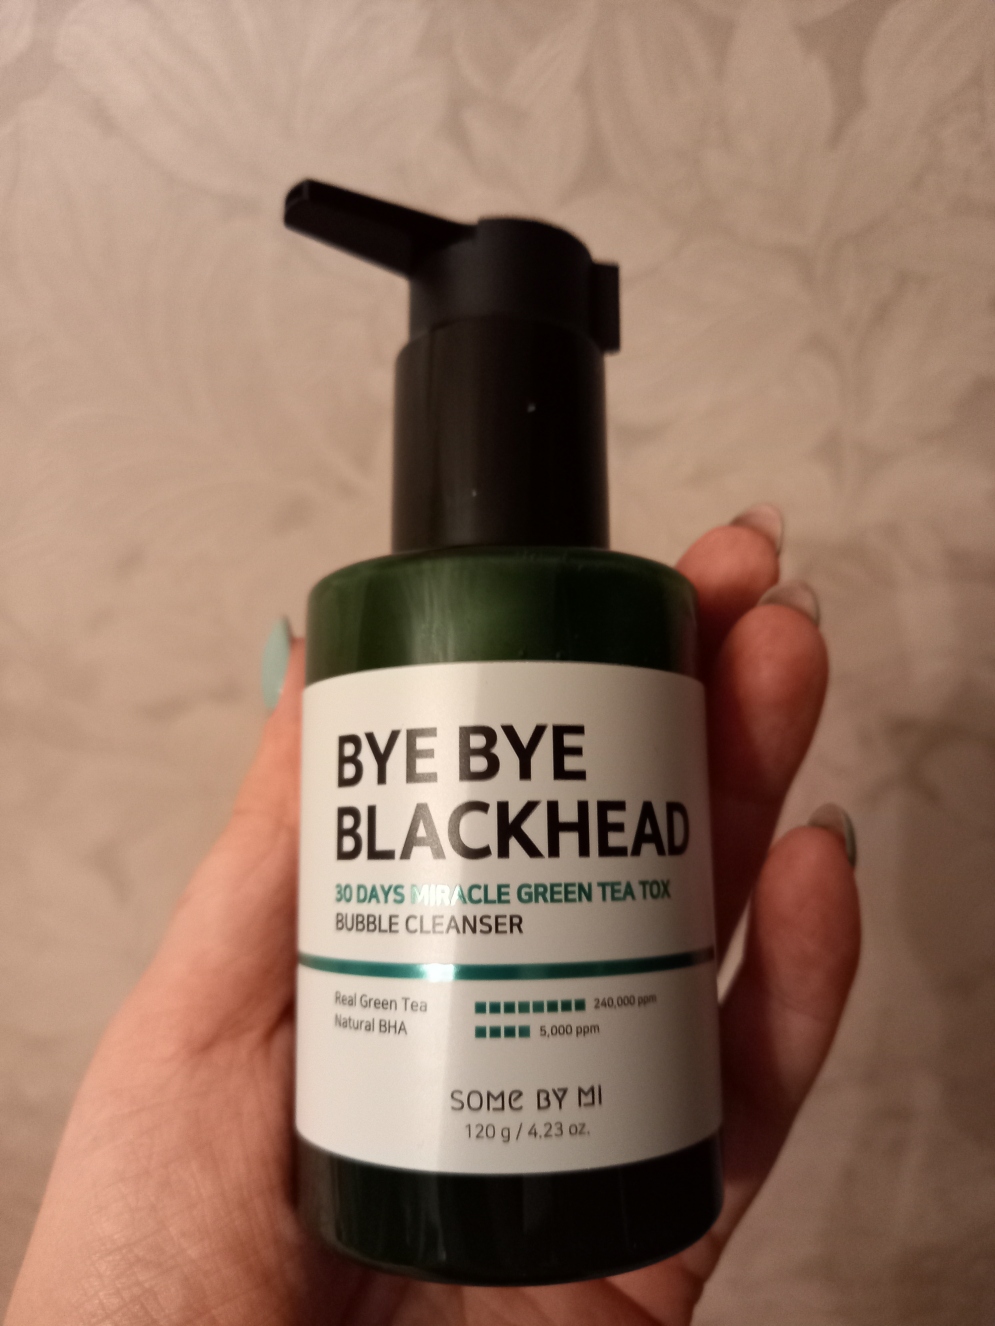 BYE BYE
BLACKHEAD
30 DAYS MIRACLE GREEN TEA TOX
BUBBLE CLEANSER
Real Green Tea 240,000 ppm
Natural BHA 5,000 ppm
SOME BY MI
120 g / 4.23 oz.